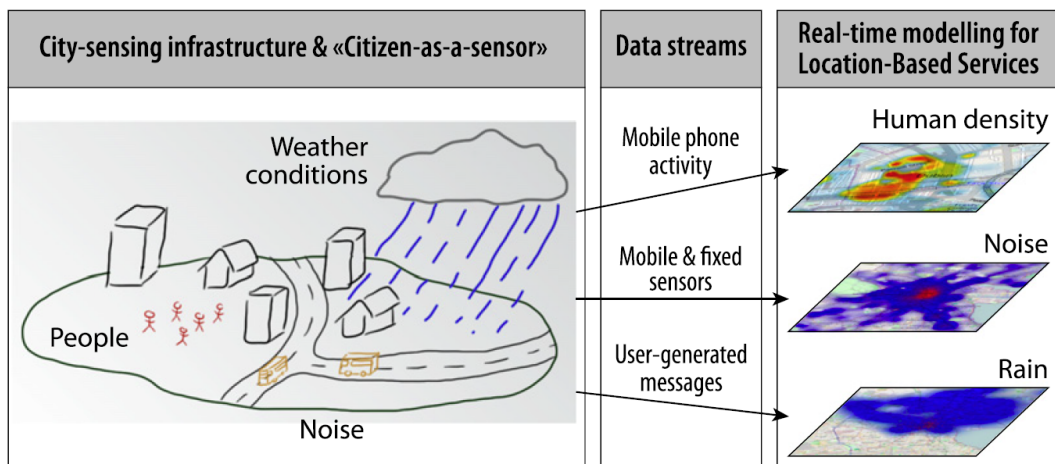 City-sensing infrastructure & «Citizen-as-a-sensor»
Data streams
Real-time modelling for
Location-Based Services
Weather
conditions
People
Noise
Mobile phone
activity
Mobile & fixed
sensors
User-generated
messages
Human density
Noise
Rain